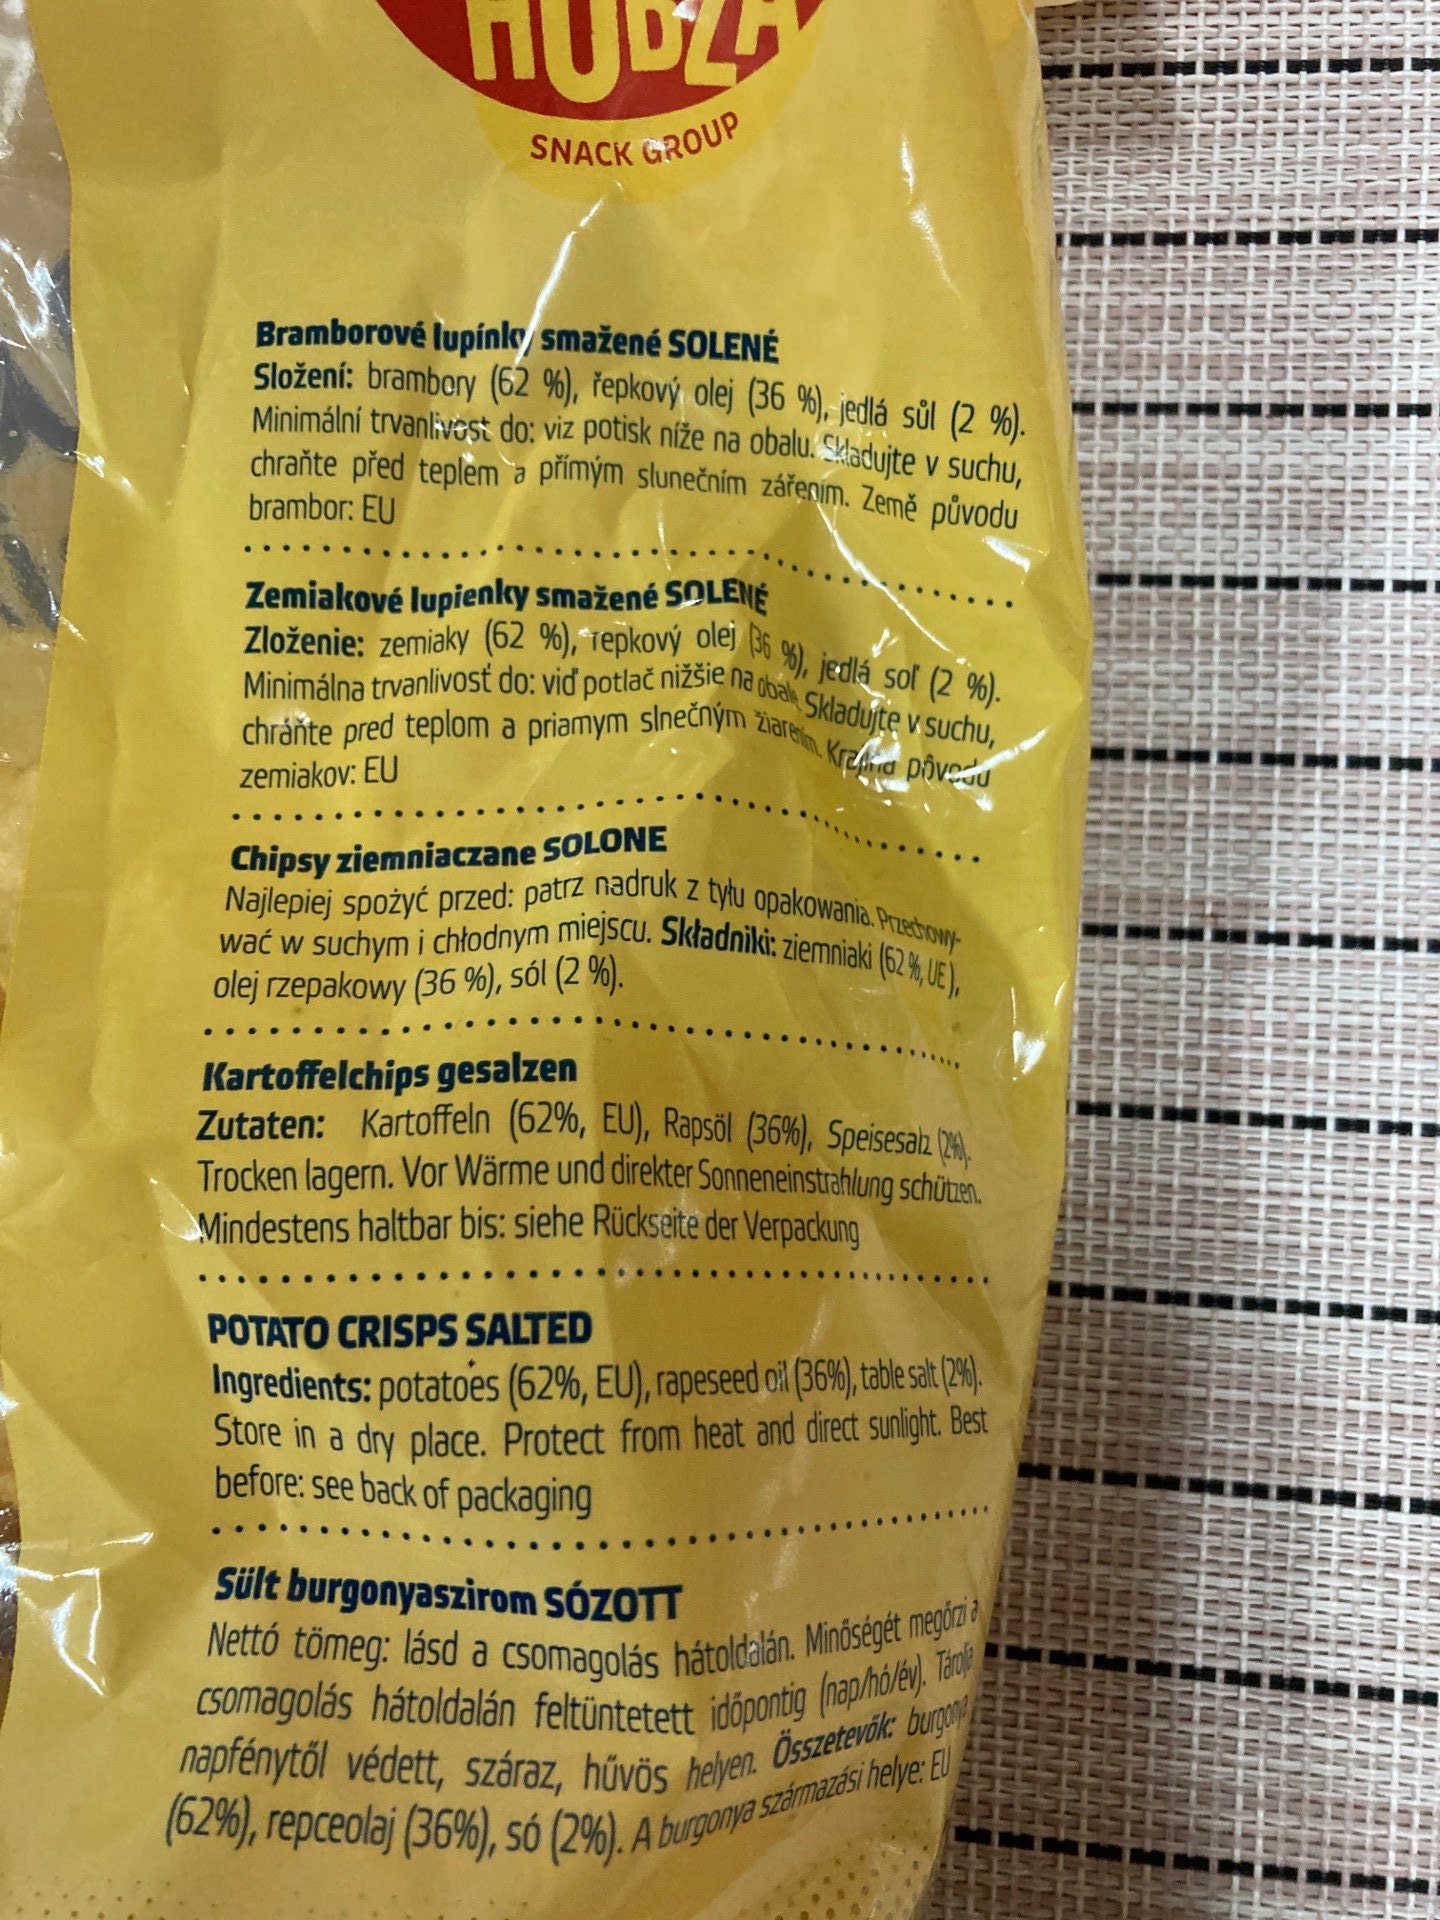 HUBZA
SNACK GROUP
Bramborové lupínky smažené SOLENÉ
Složení: brambory (62 %), řepkový olej (36 %), jedlá sůl (2 %).
Minimální trvanlivost do: viz potisk níže na obalu. Skladujte v suchu,
chraňte před teplem a přímým slunečním zářením. Země původu
brambor: EU
Zemiakové lupienky smažené SOLENÉ
Zloženie: zemiaky (62 %), repkový olej (36 %), jedlá soľ (2 %).
Minimálna trvanlivosť do: viď potlač nižšie na obale. Skladujte v suchu,
chráňte pred teplom a priamym slnečným žiarením. Krajina pôvodu
zemiakov: EU
Chipsy ziemniaczane SOLONE
Najlepiej spożyć przed: patrz nadruk z tyłu opakowania. Przechowy-
wać w suchym i chłodnym miejscu. Składniki: ziemniaki (62 %, UE),
olej rzepakowy (36 %), sól (2 %).
Kartoffelchips gesalzen
Zutaten: Kartoffeln (62%, EU), Rapsöl (36%), Speisesalz (2%).
Trocken lagern. Vor Wärme und direkter Sonneneinstrahlung schützen.
Mindestens haltbar bis: siehe Rückseite der Verpackung
POTATO CRISPS SALTED
Ingredients: potatoes (62%, EU), rapeseed oil (36%), table salt (2%).
Store in a dry place. Protect from heat and direct sunlight. Best
before: see back of packaging
Sült burgonyaszirom SÓZOTT
Nettó tömeg: lásd a csomagolás hátoldalán. Minőségét megőrzi a
csomagolás hátoldalán feltüntetett időpontig (nap/hó/év). Tárolja
napfénytől védett, száraz, hűvös helyen. Összetevők: burgonya
(62%), repceolaj (36%), só (2%). A burgonya származási helye: EU